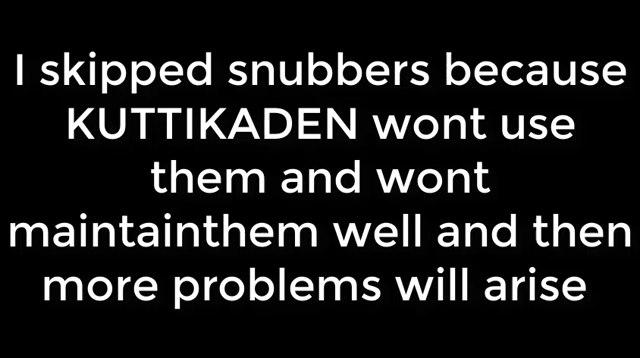 I skipped snubbers because
KUTTIKADEN wont use
them and wont
maintainthem well and then
more problems will arise